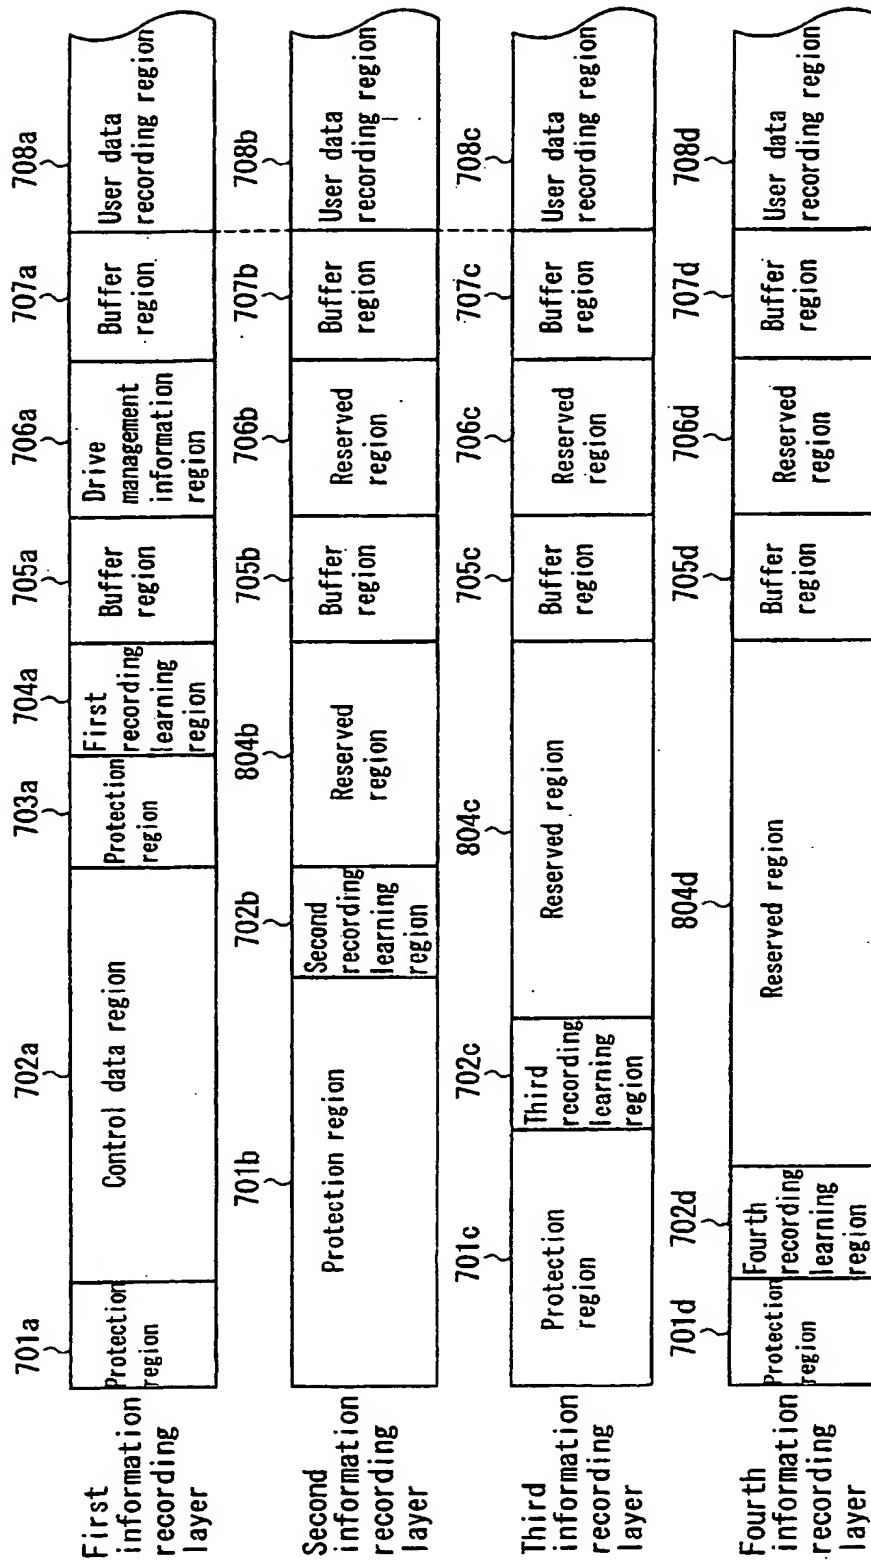 First
information
recording
layer
701a
702a
703a
704a
705a
706a
707a
708a
Protection
region
Control data region
Protection
region
First
recording
learning
region
Buffer
region
Drive
management
information
region
Buffer
region
User data
recording region
Second
information
recording
layer
701b
702b
804b
705b
706b
707b
708b
Protection region
Second
recording
learning
region
Reserved
region
Buffer
region
Reserved
region
Buffer
region
User data
recording region
Third
information
recording
layer
701c
702c
804c
705c
706c
707c
708c
Protection
region
Third
recording
learning
region
Reserved region
Buffer
region
Reserved
region
Buffer
region
User data
recording region
Fourth
information
recording
layer
701d
702d
804d
705d
706d
707d
708d
Protection
region
Fourth
recording
learning
region
Reserved region
Buffer
region
Reserved
region
Buffer
region
User data
recording region